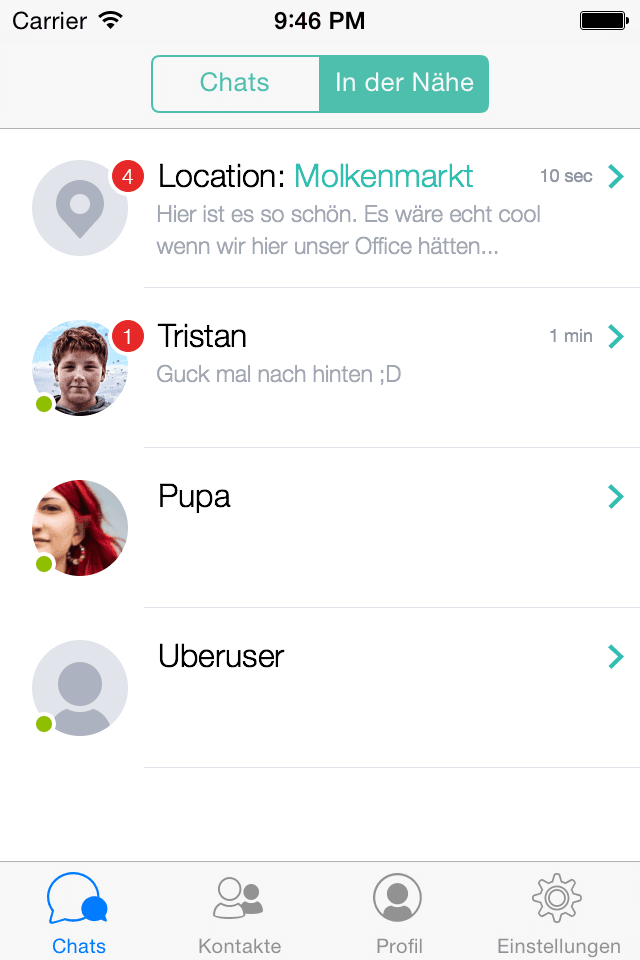 Carrier 9:46 PM
Chats In der Nähe
4 Location: Molkenmarkt 10 sec
Hier ist es so schön. Es wäre echt cool
wenn wir hier unser Office hätten...
1 Tristan 1 min
Guck mal nach hinten ;D
Pupa
Uberuser
Chats Kontakte Profil Einstellungen